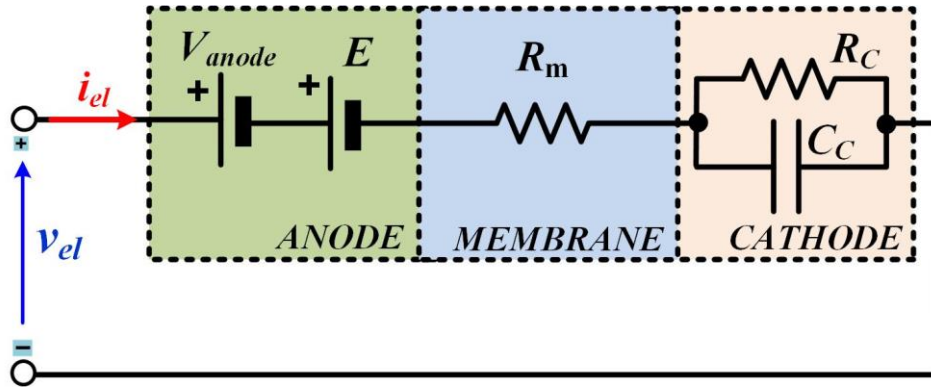 V_anode
E
R_m
R_C
+
+
i_el
C_C
+
v_el
ANODE
MEMBRANE
CATHODE
−